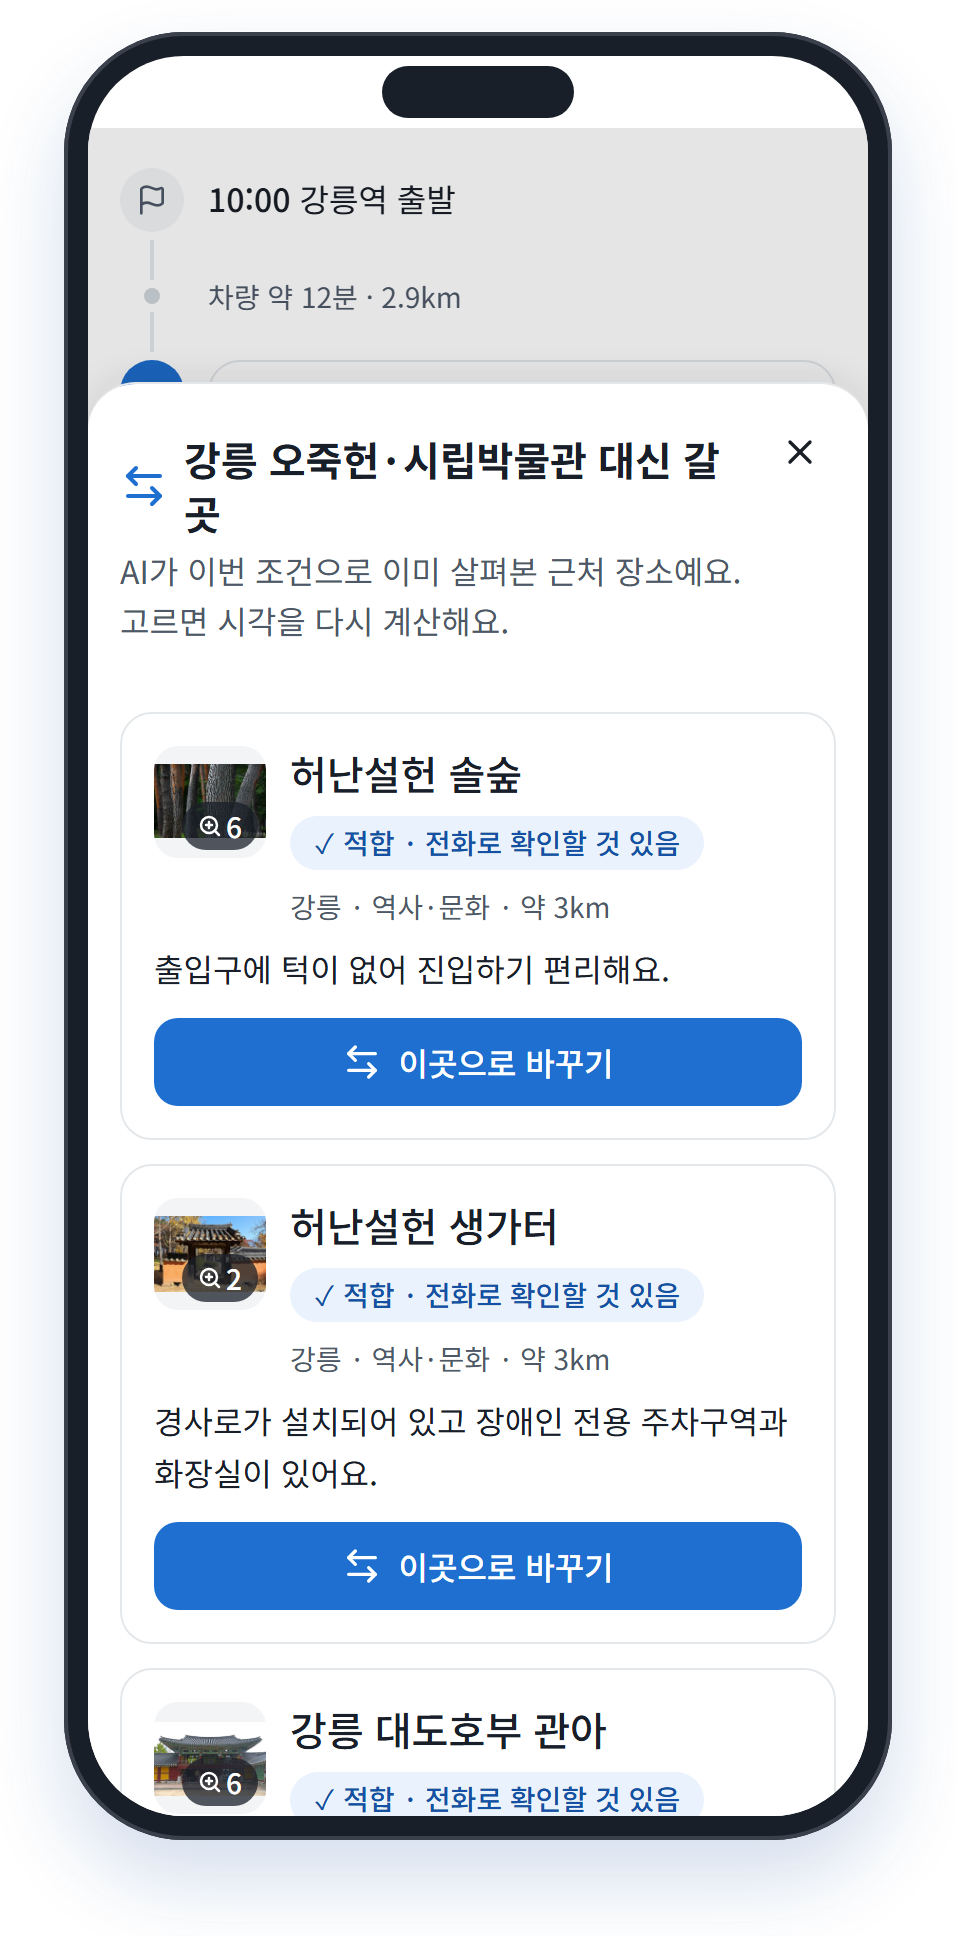 10:00 강릉역 출발
차량 약 12분 · 2.9km
강릉 오죽헌·시립박물관 대신 갈
곳
AI가 이번 조건으로 이미 살펴본 근처 장소예요.
고르면 시각을 다시 계산해요.
허난설헌 솔숲
6
✓ 적합 · 전화로 확인할 것 있음
강릉 · 역사·문화 · 약 3km
출입구에 턱이 없어 진입하기 편리해요.
이곳으로 바꾸기
허난설헌 생가터
2
✓ 적합 · 전화로 확인할 것 있음
강릉 · 역사·문화 · 약 3km
경사로가 설치되어 있고 장애인 전용 주차구역과
화장실이 있어요.
이곳으로 바꾸기
강릉 대도호부 관아
6
✓ 적합 · 전화로 확인할 것 있음